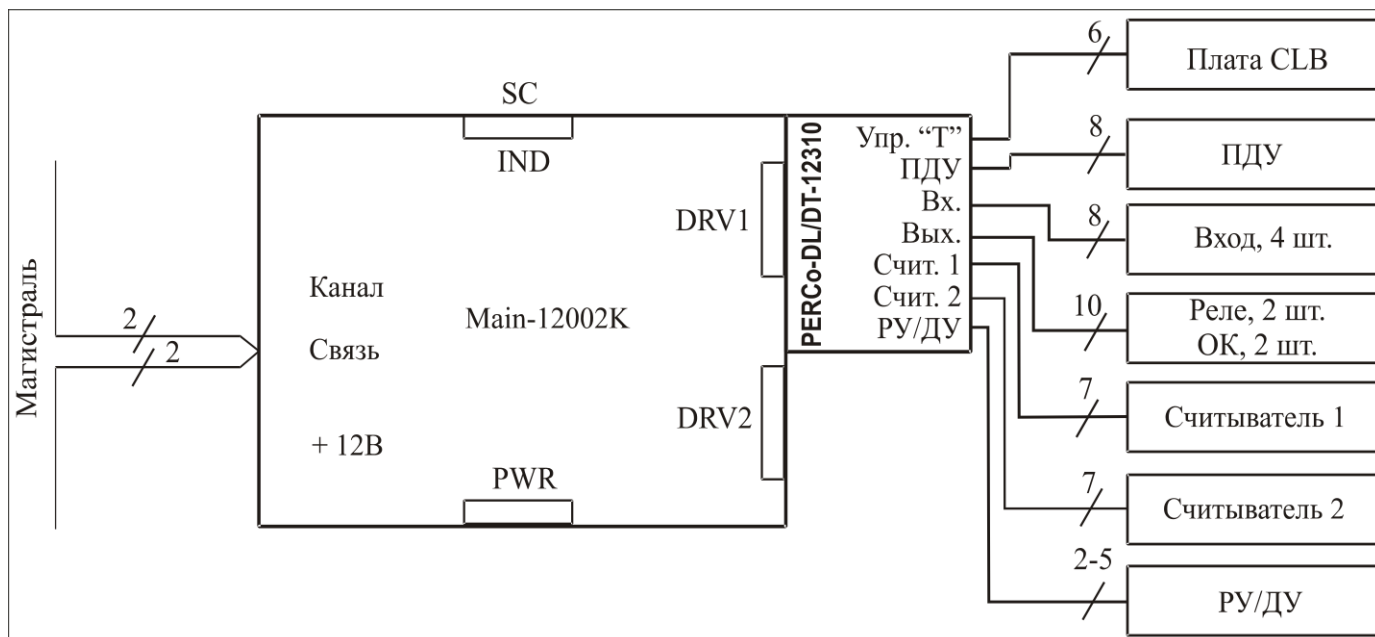 Магистраль
2
2
SC
IND
Канал
Связь
+ 12В
Main-12002K
DRV1
DRV2
PWR
PERCo-DL/DT-12310
Упр. “Т”
ПДУ
Вх.
Вых.
Счит. 1
Счит. 2
РУ/ДУ
6
Плата CLB
8
ПДУ
8
Вход, 4 шт.
10
Реле, 2 шт.
ОК, 2 шт.
7
Считыватель 1
7
Считыватель 2
2-5
РУ/ДУ